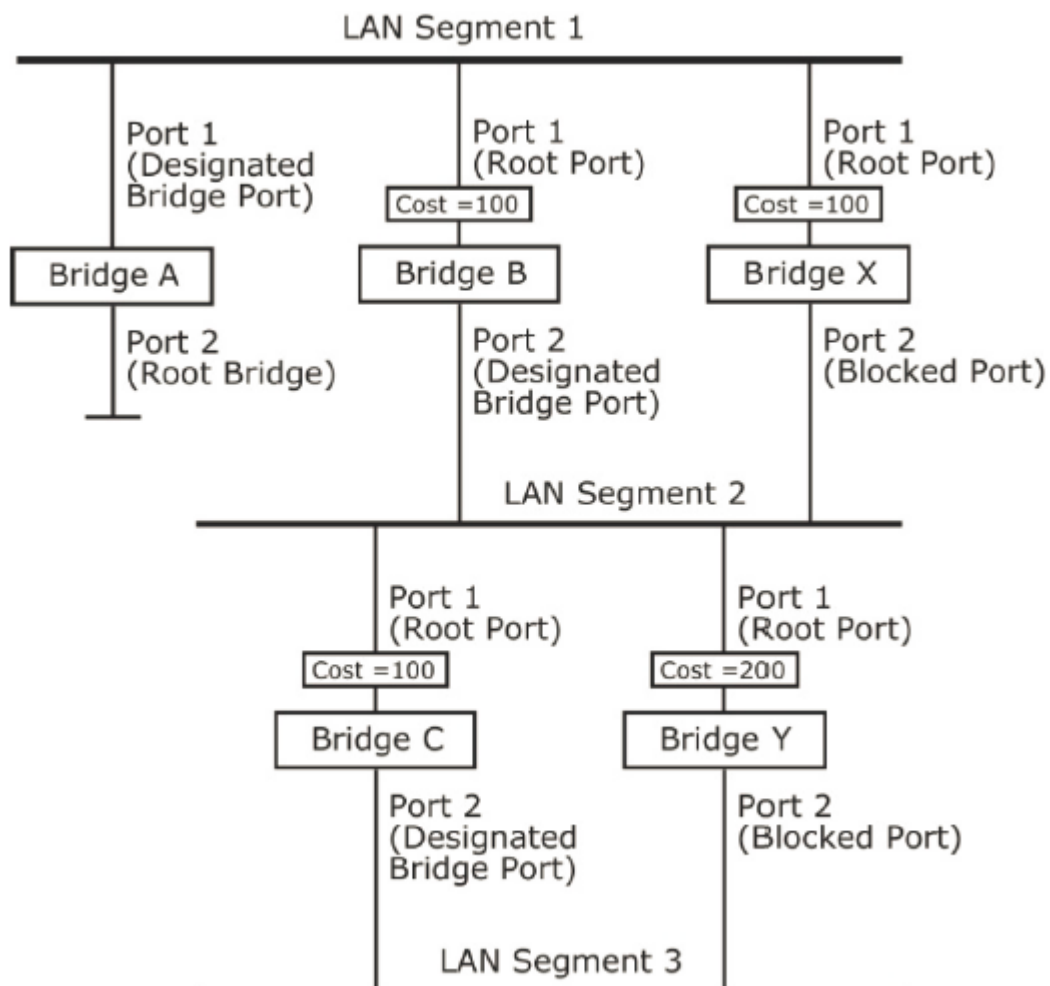 LAN Segment 1
Port 1
(Designated
Bridge Port)
Port 1
(Root Port)
Cost =100
Port 1
(Root Port)
Cost =100
Bridge A
Bridge B
Bridge X
Port 2
(Root Bridge)
Port 2
(Designated
Bridge Port)
Port 2
(Blocked Port)
LAN Segment 2
Port 1
(Root Port)
Cost =100
Port 1
(Root Port)
Cost =200
Bridge C
Bridge Y
Port 2
(Designated
Bridge Port)
Port 2
(Blocked Port)
LAN Segment 3